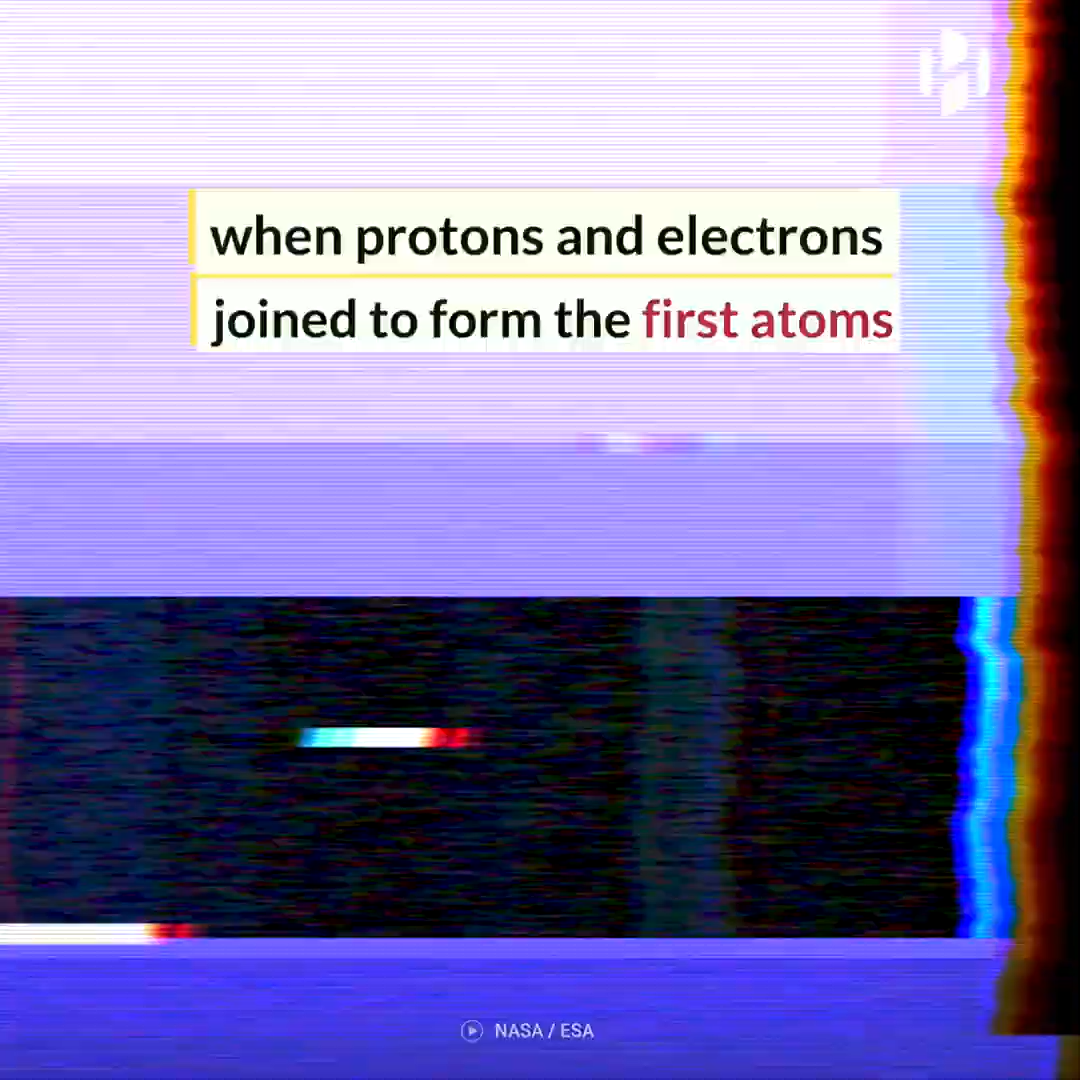 when protons and electrons
joined to form the first atoms
NASA / ESA